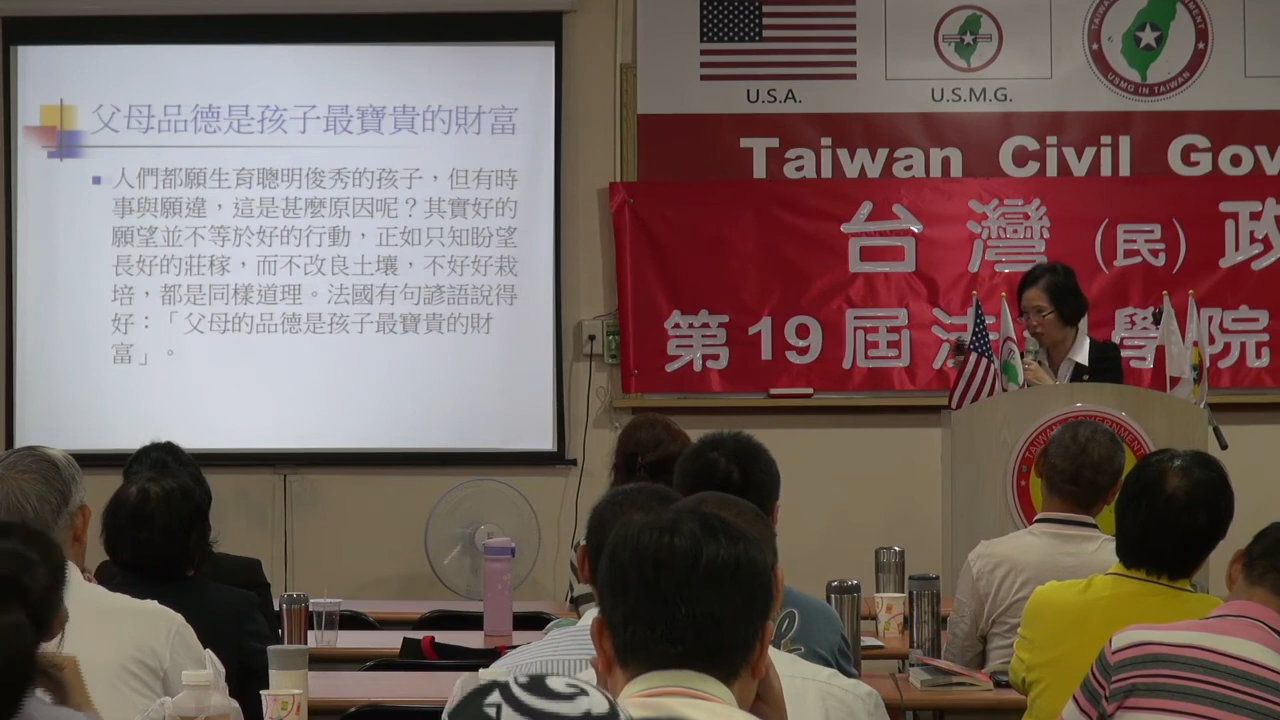 父母品德是孩子最寶貴的財富
人們都願生育聰明俊秀的孩子，但有時
事與願違，這是甚麼原因呢？其實好的
願望並不等於好的行動，正如只知盼望
長好的莊稼，而不改良土壤，不好好栽
培，都是同樣道理。法國有句諺語說得
好：「父母的品德是孩子最寶貴的財
富」。
U.S.A.
U.S.M.G.
USMG IN TAIWAN
Taiwan Civil Gov
台灣(民)政
第19屆法學院
TAIWAN GOVERNMENT